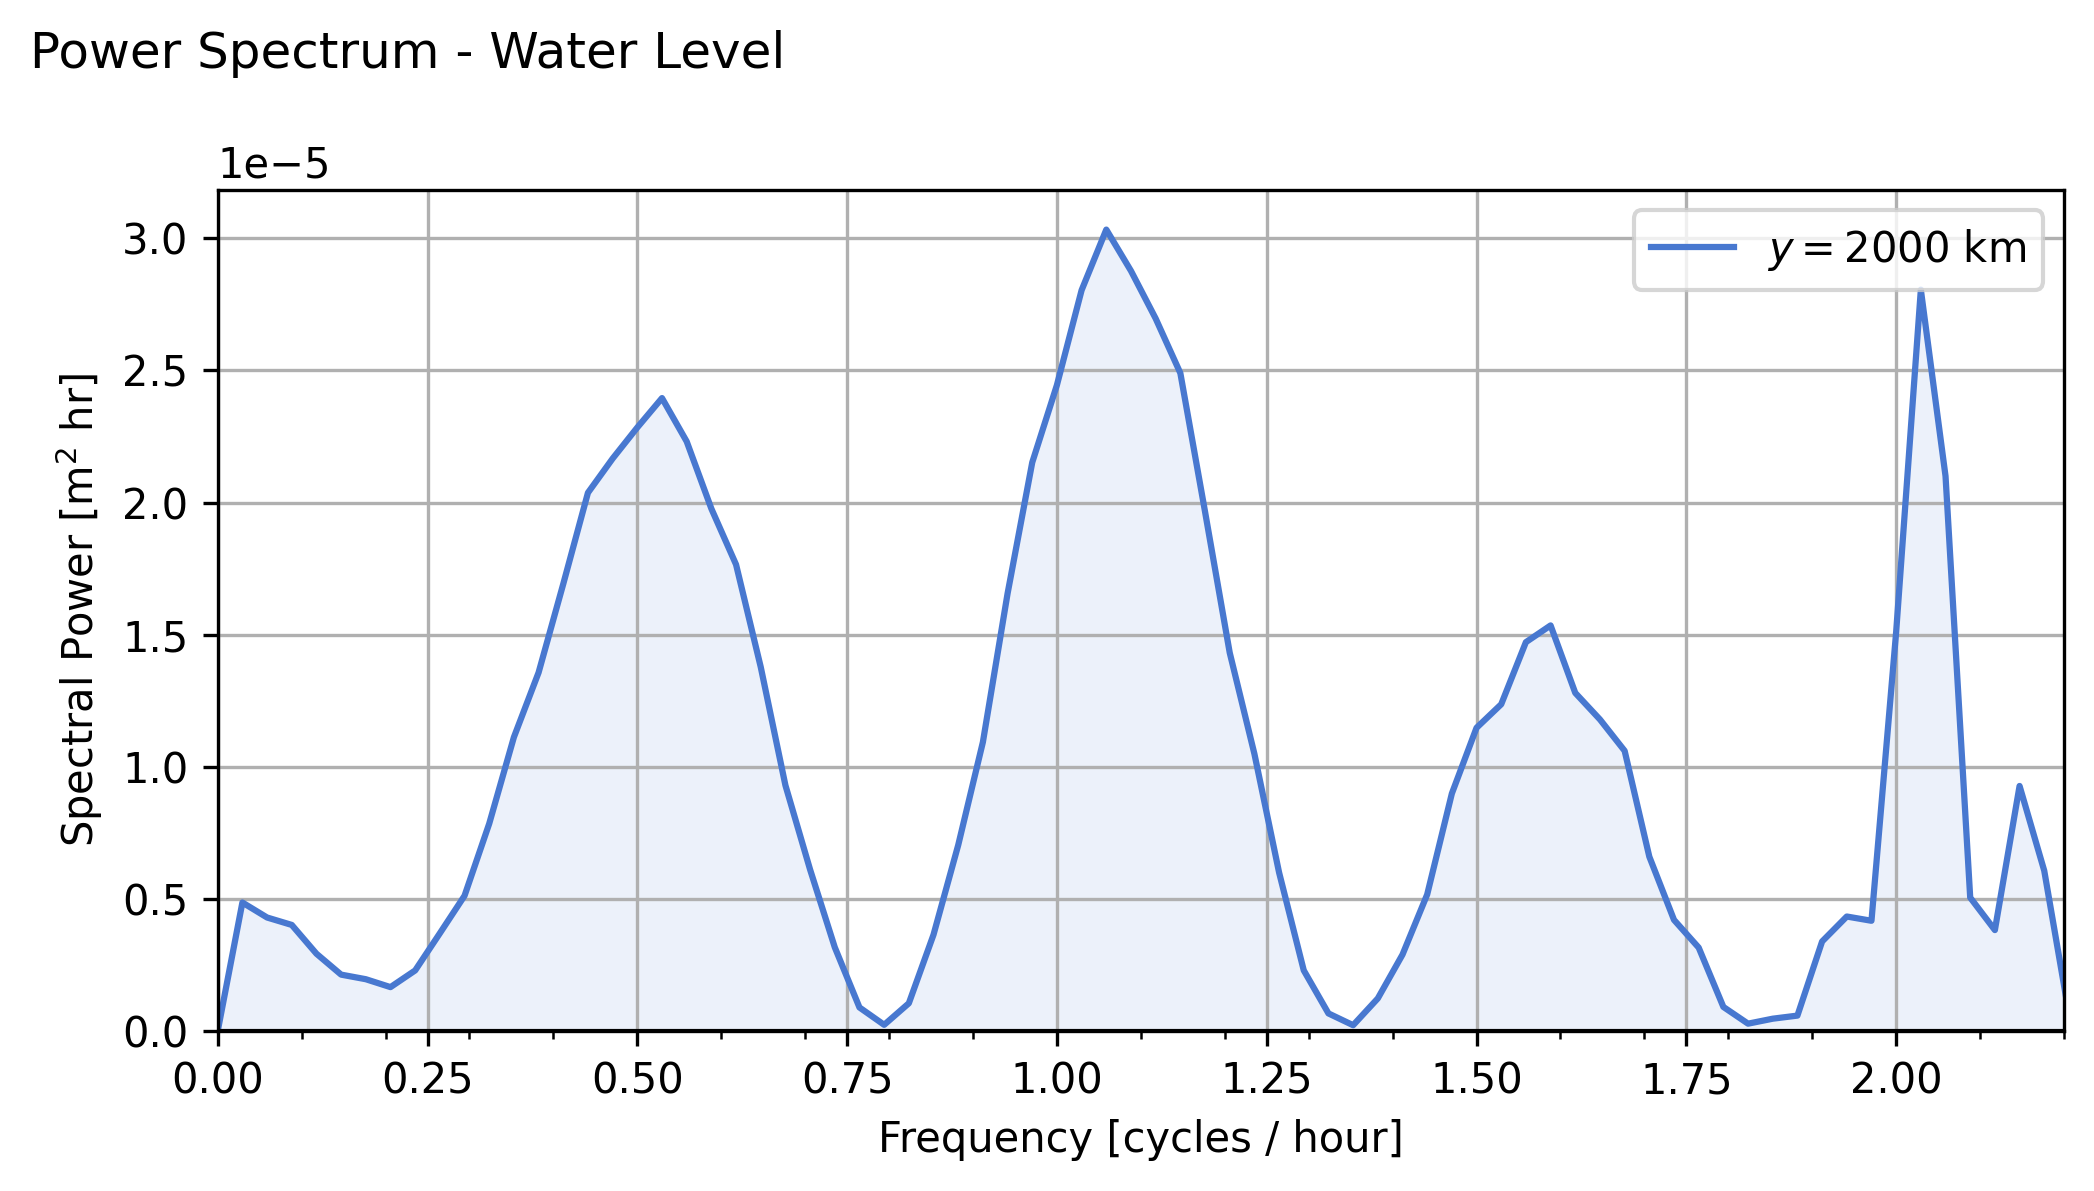 Power Spectrum - Water Level
1e−5
3.0
2.5
2.0
1.5
1.0
0.5
0.0
Spectral Power [m² hr]
y = 2000 km
0.00 0.25 0.50 0.75 1.00 1.25 1.50 1.75 2.00
Frequency [cycles / hour]